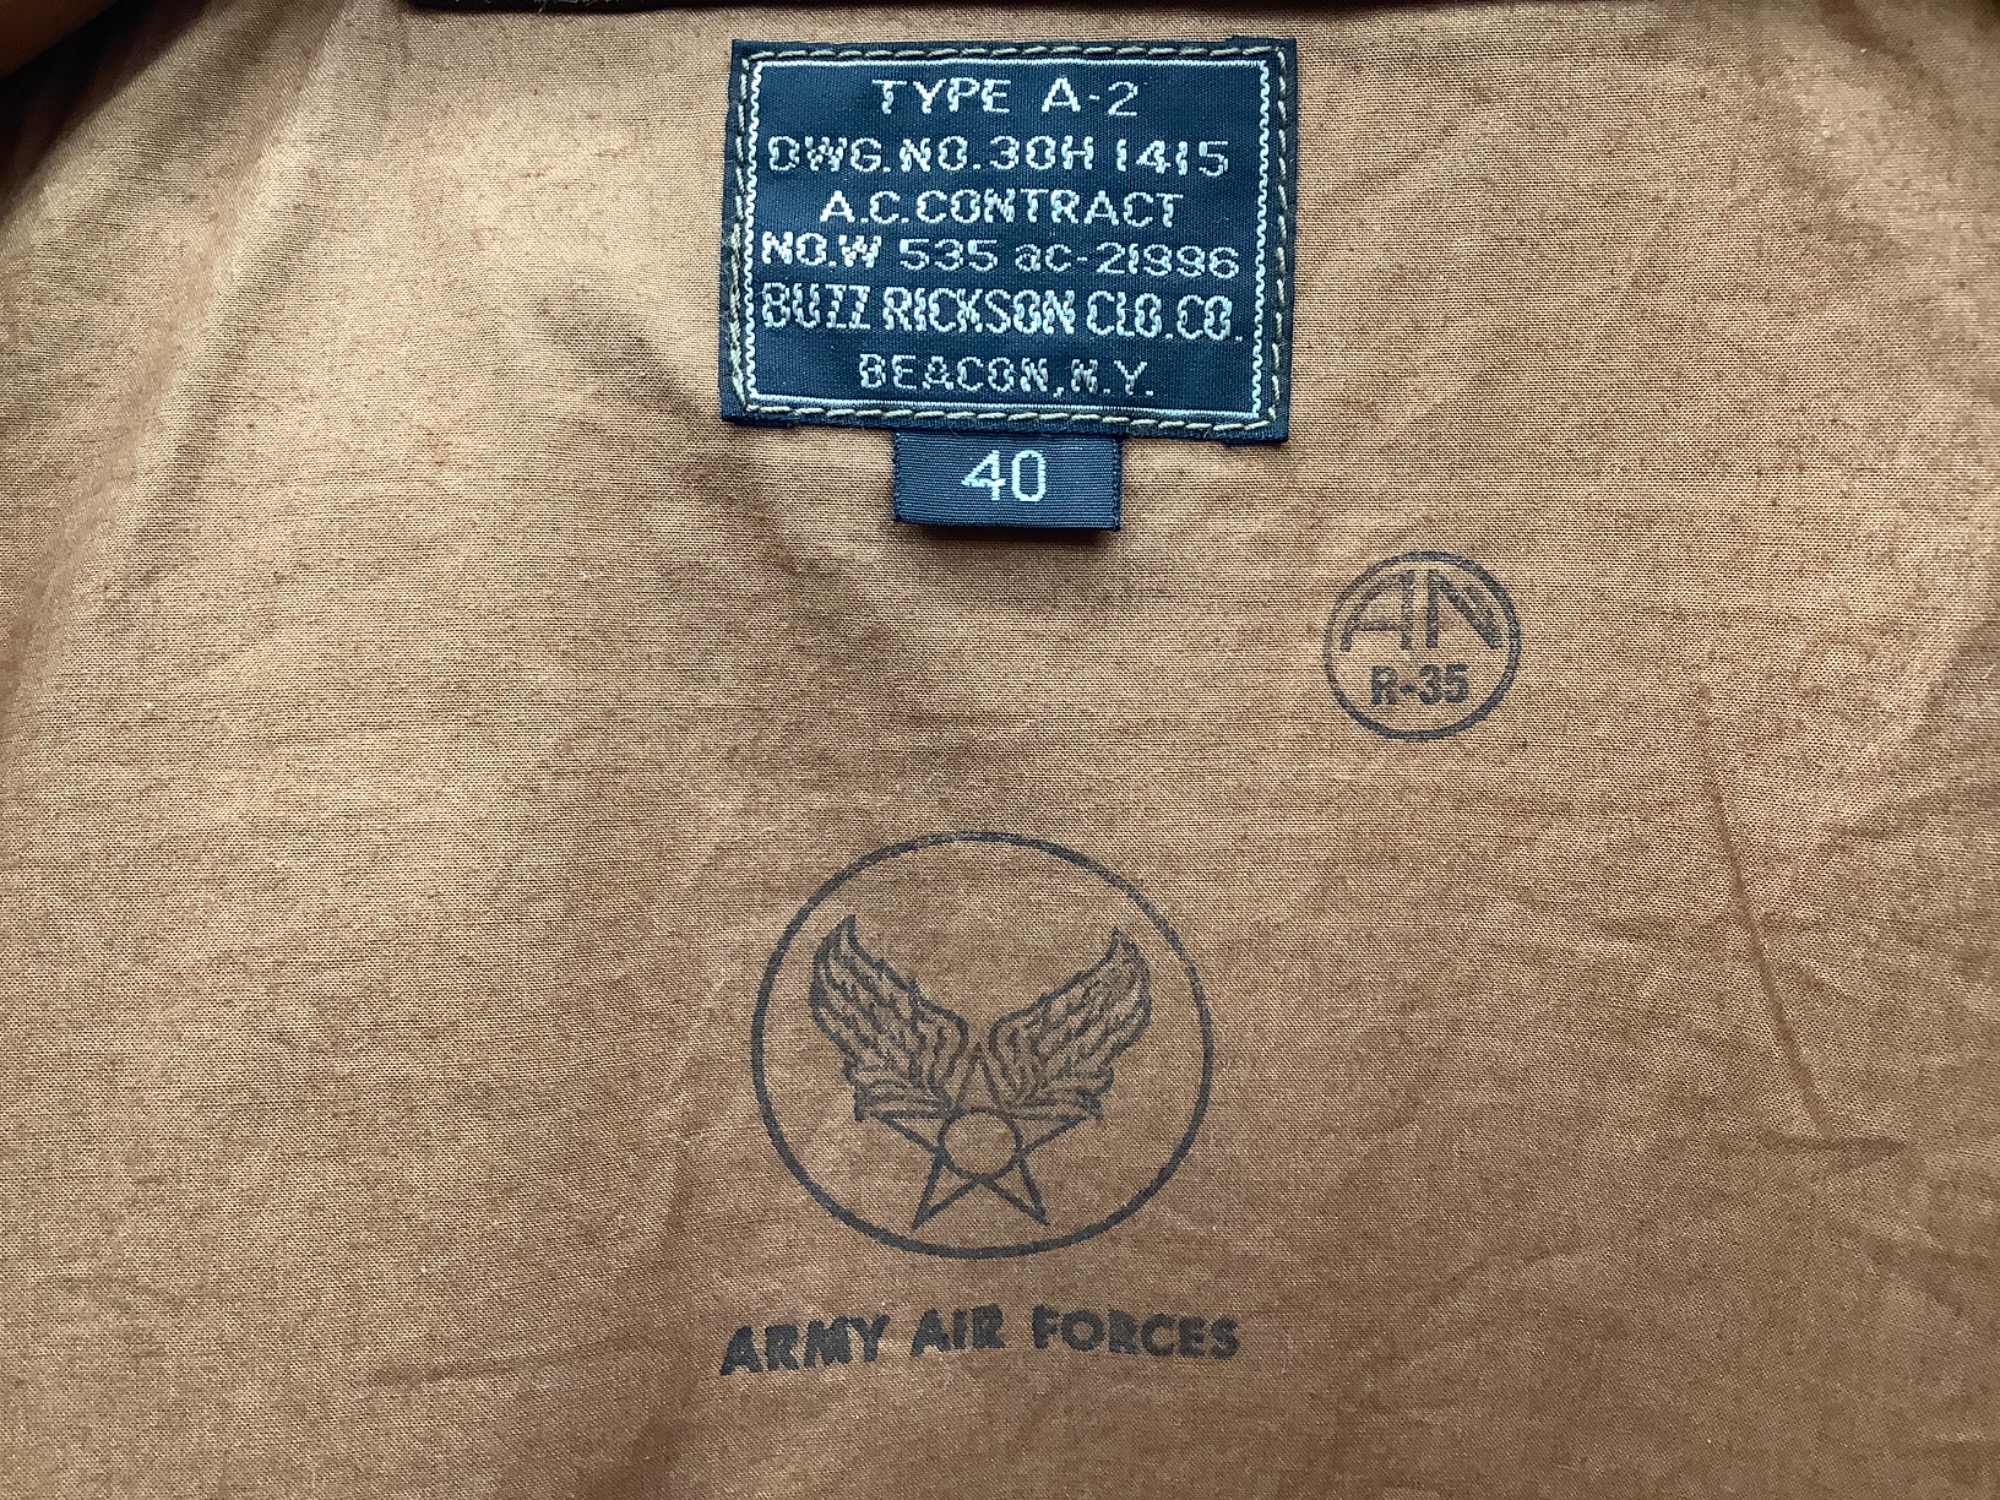 TYPE A-2
DWG.NO.30H 1415
A.C.CONTRACT
NO.W 535 ac-21996
BUZZ RICKSON CLO.CO.
BEACON,N.Y.
40
AN
R-35
ARMY AIR FORCES